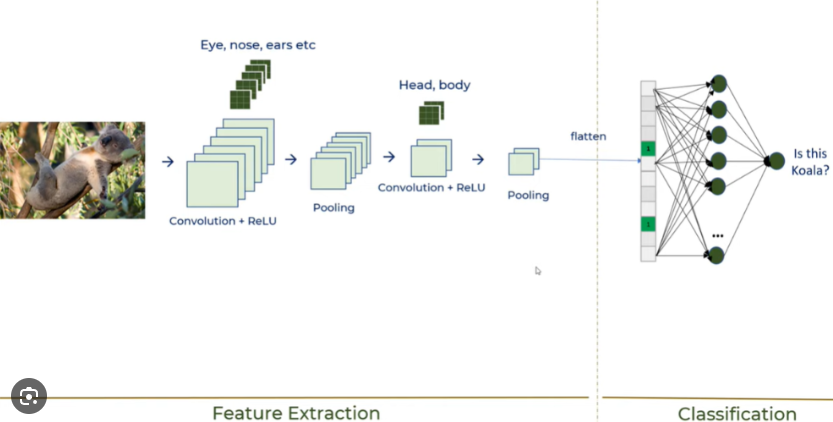 Eye, nose, ears etc
Convolution + ReLU
Pooling
Head, body
Convolution + ReLU
Pooling
flatten
1
1
...
Is this
Koala?
Feature Extraction
Classification